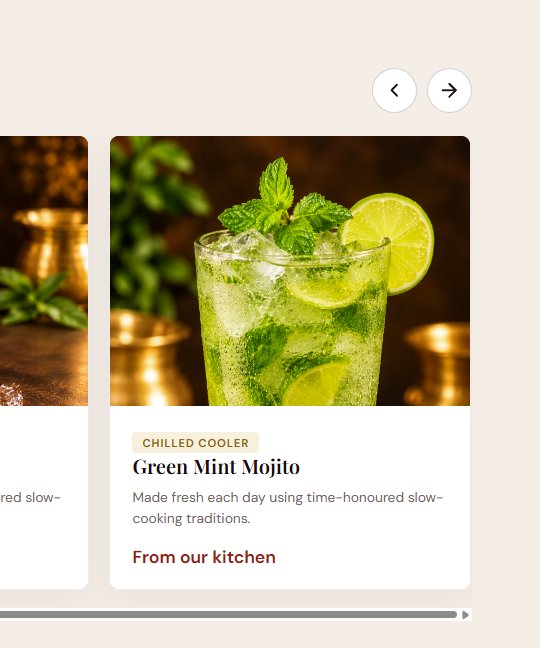 red slow-
CHILLED COOLER
Green Mint Mojito
Made fresh each day using time-honoured slow-
cooking traditions.
From our kitchen